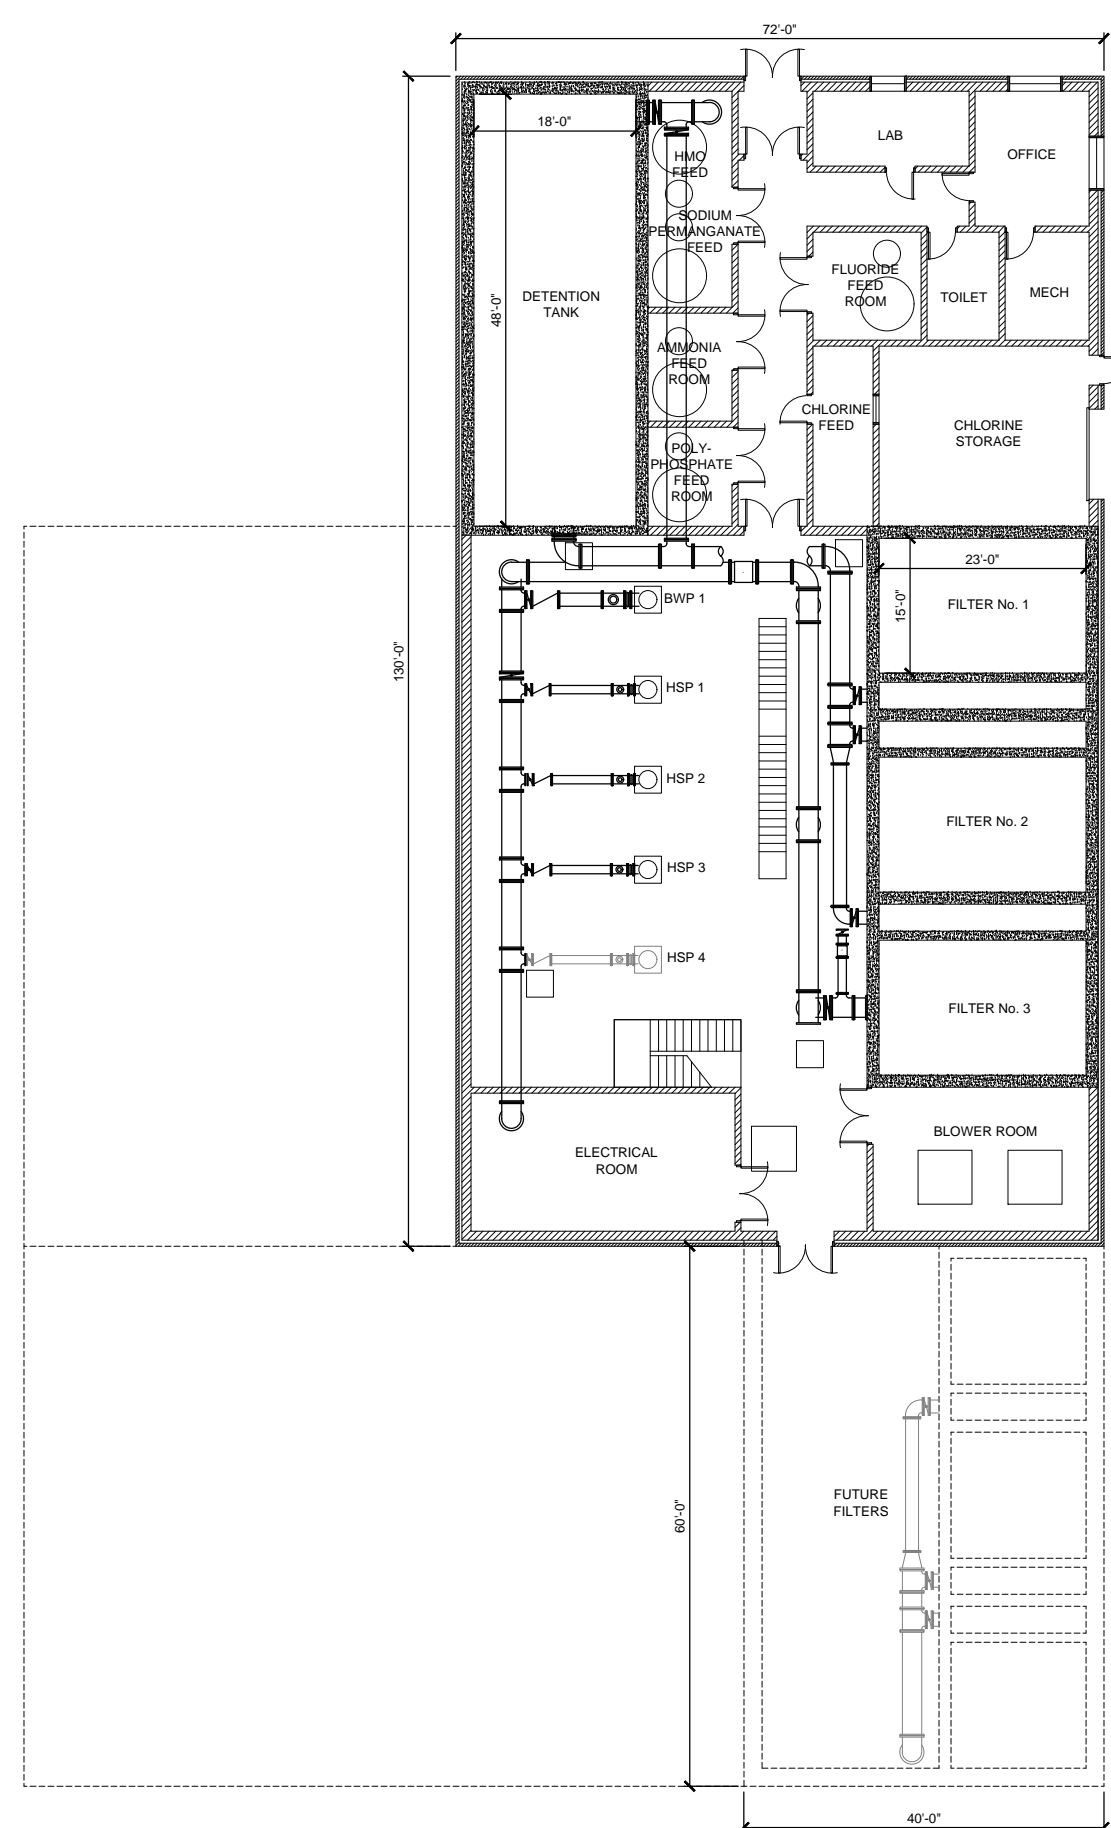 72'-0"
18'-0"
LAB
OFFICE
HMO
FEED
SODIUM
PERMANGANATE
FEED
FLUORIDE
FEED
ROOM
TOILET
MECH
48'-0"
DETENTION
TANK
AMMONIA
FEED
ROOM
CHLORINE
FEED
CHLORINE
STORAGE
POLY-
PHOSPHATE
FEED
ROOM
130'-0"
23'-0"
15'-0"
FILTER No. 1
BWP 1
HSP 1
HSP 2
FILTER No. 2
HSP 3
HSP 4
FILTER No. 3
ELECTRICAL
ROOM
BLOWER ROOM
60'-0"
FUTURE
FILTERS
40'-0"